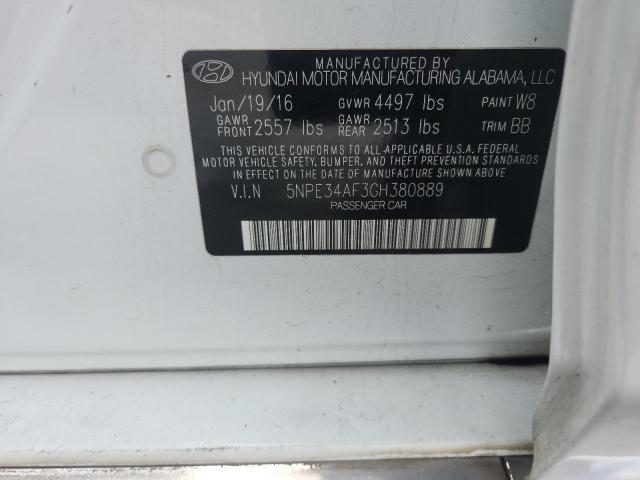 MANUFACTURED BY
HYUNDAI MOTOR MANUFACTURING ALABAMA, LLC
Jan/19/16 GVWR 4497 lbs PAINT W8
GAWR FRONT 2557 lbs GAWR REAR 2513 lbs TRIM BB
THIS VEHICLE CONFORMS TO ALL APPLICABLE U.S.A. FEDERAL
MOTOR VEHICLE SAFETY, BUMPER, AND THEFT PREVENTION STANDARDS
IN EFFECT ON THE DATE OF MANUFACTURE SHOWN ABOVE.
V.I.N 5NPE34AF3GH380889
PASSENGER CAR